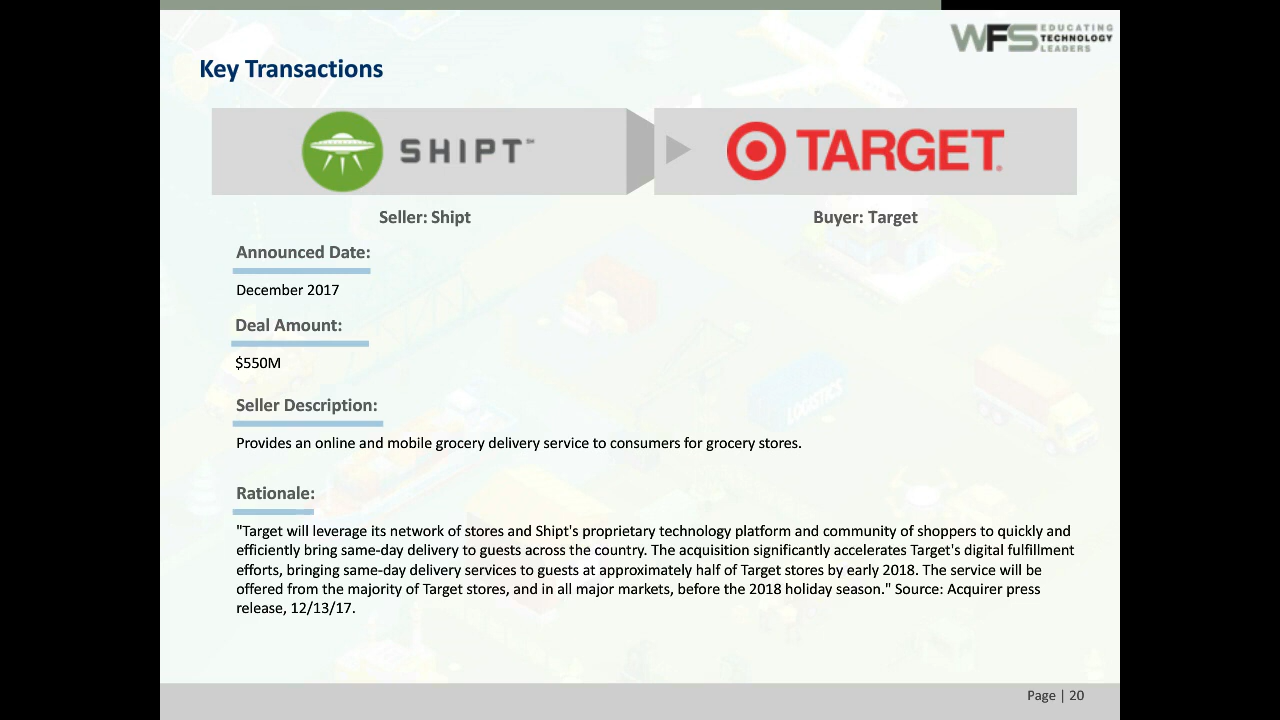 WFS EDUCATING
TECHNOLOGY
LEADERS
Key Transactions
SHIPT SM
TARGET.
Seller: Shipt
Buyer: Target
Announced Date:
December 2017
Deal Amount:
$550M
Seller Description:
Provides an online and mobile grocery delivery service to consumers for grocery stores.
LOGISTICS
Rationale:
"Target will leverage its network of stores and Shipt's proprietary technology platform and community of shoppers to quickly and
efficiently bring same-day delivery to guests across the country. The acquisition significantly accelerates Target's digital fulfillment
efforts, bringing same-day delivery services to guests at approximately half of Target stores by early 2018. The service will be
offered from the majority of Target stores, and in all major markets, before the 2018 holiday season." Source: Acquirer press
release, 12/13/17.
Page | 20